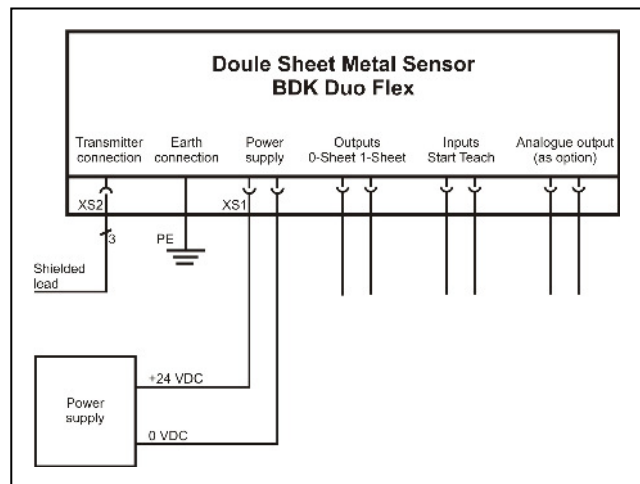 Doule Sheet Metal Sensor
BDK Duo Flex
Transmitter
connection
Earth
connection
Power
supply
Outputs
0-Sheet 1-Sheet
Inputs
Start Teach
Analogue output
(as option)
XS2
XS1
3
PE
Shielded
lead
+24 VDC
Power
supply
0 VDC